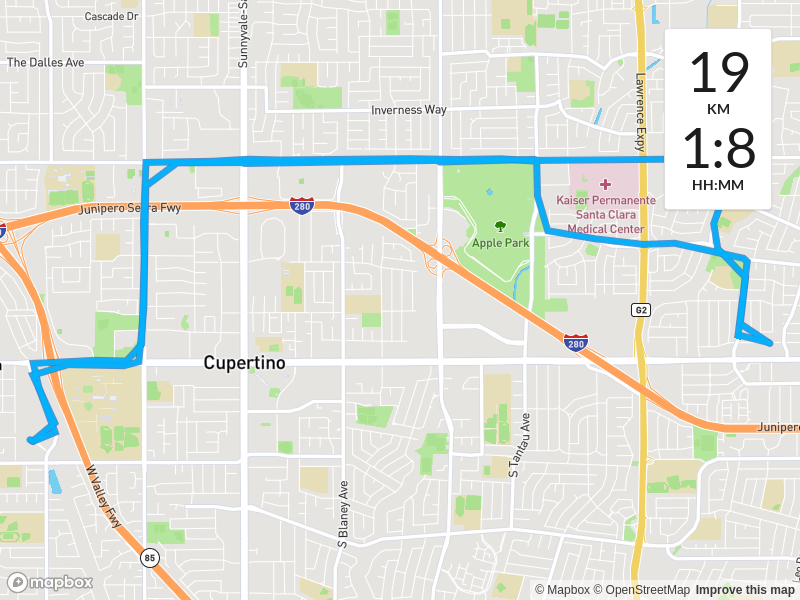 Cascade Dr
Sunnyvale-Sa
The Dalles Ave
Inverness Way
Lawrence Expy
19
KM
1:8
HH:MM
Kaiser Permanente
Santa Clara
Medical Center
Junipero Serra Fwy
280
Apple Park
G2
280
Cupertino
Junipero
S Tantau Ave
W Valley Fwy
S Blaney Ave
85
mapbox
© Mapbox © OpenStreetMap Improve this map